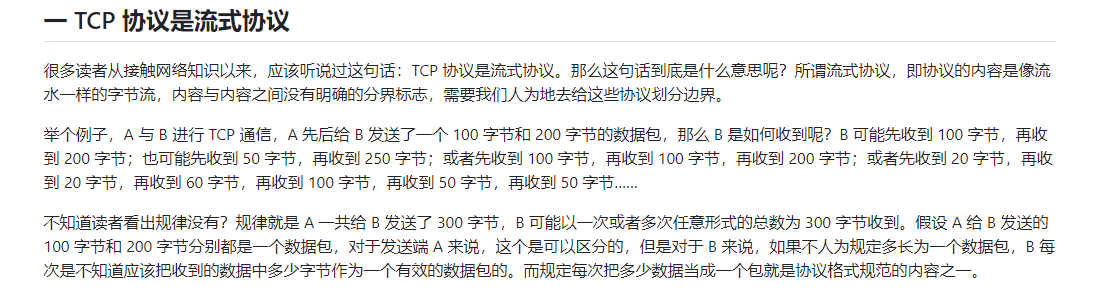 一 TCP 协议是流式协议
很多读者从接触网络知识以来，应该听说过这句话：TCP 协议是流式协议。那么这句话到底是什么意思呢？所谓流式协议，即协议的内容是像流
水一样的字节流，内容与内容之间没有明确的分界标志，需要我们人为地去给这些协议划分边界。
举个例子，A 与 B 进行 TCP 通信，A 先后给 B 发送了一个 100 字节和 200 字节的数据包，那么 B 是如何收到呢？B 可能先收到 100 字节，再收
到 200 字节；也可能先收到 50 字节，再收到 250 字节；或者先收到 100 字节，再收到 100 字节，再收到 200 字节；或者先收到 20 字节，再收
到 20 字节，再收到 60 字节，再收到 100 字节，再收到 50 字节，再收到 50 字节......
不知道读者看出规律没有？规律就是 A 一共给 B 发送了 300 字节，B 可能以一次或者多次任意形式的总数为 300 字节收到。假设 A 给 B 发送的
100 字节和 200 字节分别都是一个数据包，对于发送端 A 来说，这个是可以区分的，但是对于 B 来说，如果不人为规定多长为一个数据包，B 每
次是不知道应该把收到的数据中多少字节作为一个有效的数据包的。而规定每次把多少数据当成一个包就是协议格式规范的内容之一。